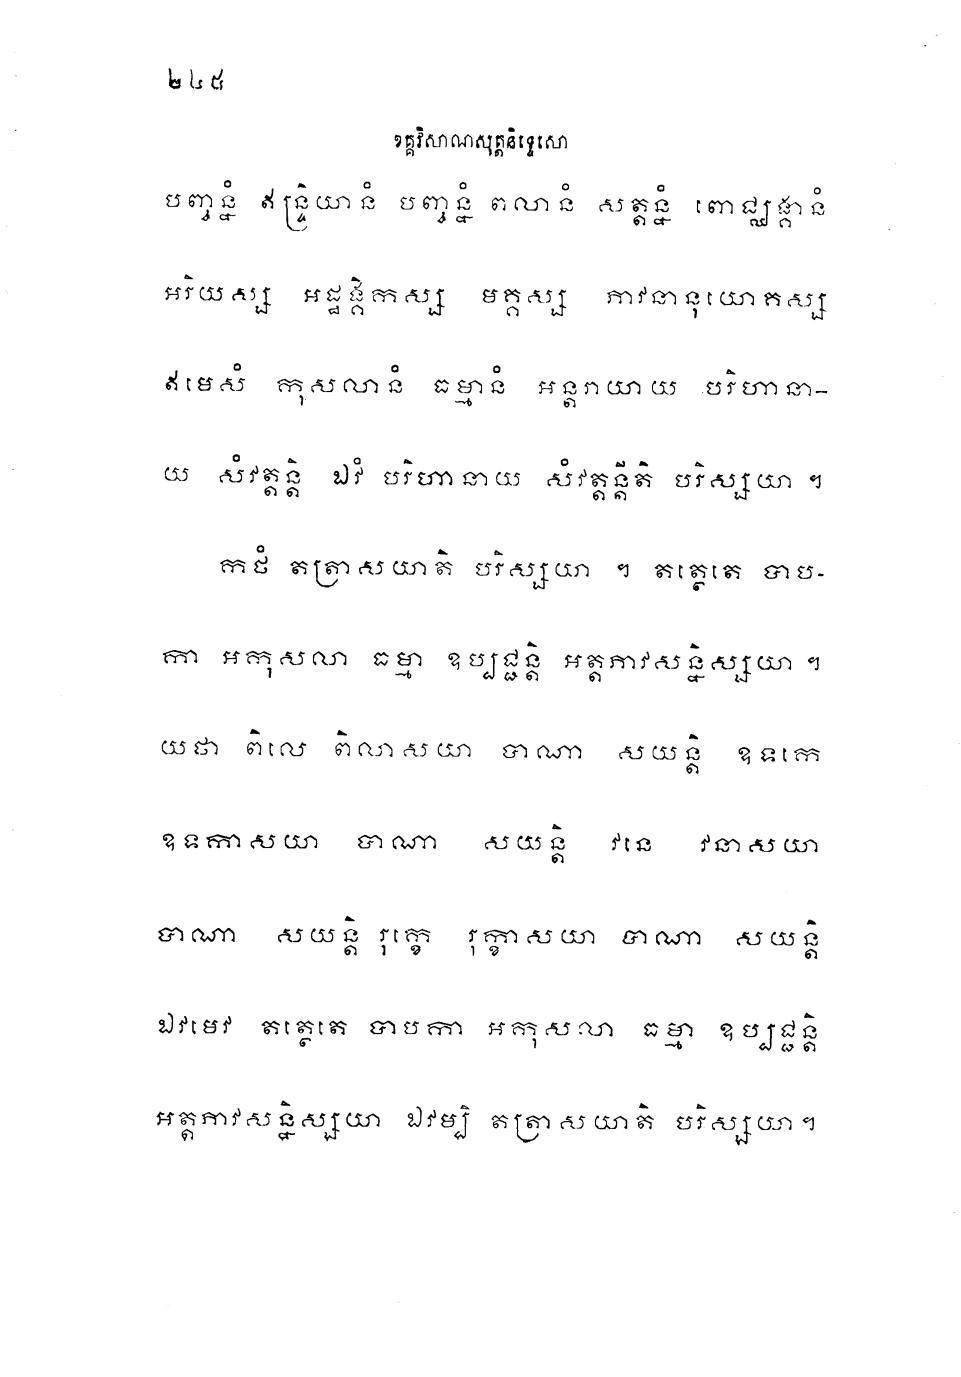 ២៤៥
ខគ្គវិសាណសុត្តនិទ្ទេសោ
បញ្ចន្នំ ឥន្ទ្រិយានំ បញ្ចន្នំ ពលានំ សត្តន្នំ ពោជ្ឈង្គានំ
អរិយស្ស អដ្ឋង្គិកស្ស មគ្គស្ស ភាវនានុយោគស្ស
ឥមេសំ កុសលានំ ធម្មានំ អន្តរាយាយ បរិហានា-
យ សំវត្តន្តិ ឯវំ បរិហានាយ សំវត្តន្តីតិ បរិស្សយា ។
កថំ តត្រាសយាតិ បរិស្សយា ។ តត្ថេតេ បាប-
កា អកុសលា ធម្មា ឧប្បជ្ជន្តិ អត្តភាវសន្និស្សយា ។
យថា ពិលេ ពិលាសយា បាណា សយន្តិ ឧទកេ
ឧទកាសយា បាណា សយន្តិ វនេ វនាសយា
បាណា សយន្តិ រុក្ខេ រុក្ខាសយា បាណា សយន្តិ
ឯវមេវ តត្ថេតេ បាបកា អកុសលា ធម្មា ឧប្បជ្ជន្តិ
អត្តភាវសន្និស្សយា ឯវម្បិ តត្រាសយាតិ បរិស្សយា ។